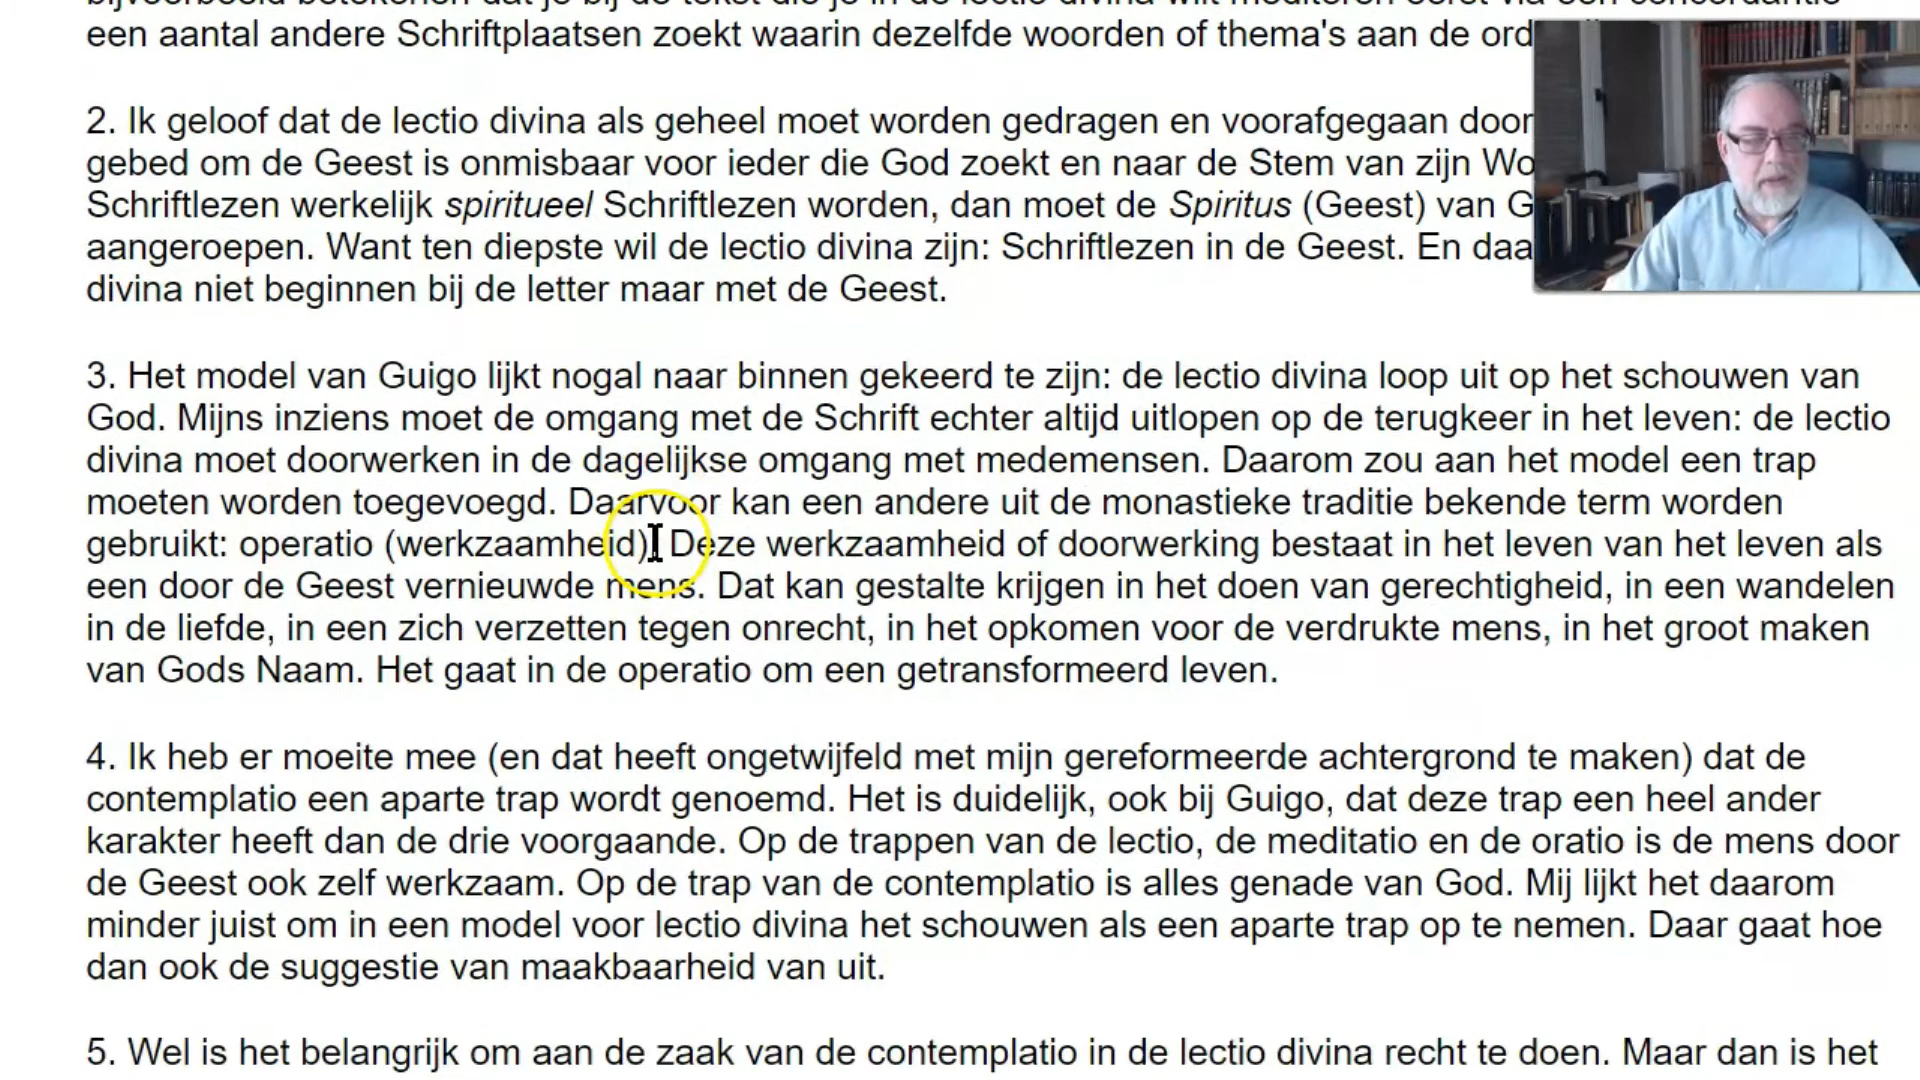 een aantal andere Schriftplaatsen zoekt waarin dezelfde woorden of thema's aan de ord
2. Ik geloof dat de lectio divina als geheel moet worden gedragen en voorafgegaan door
gebed om de Geest is onmisbaar voor ieder die God zoekt en naar de Stem van zijn Wo
Schriftlezen werkelijk spiritueel Schriftlezen worden, dan moet de Spiritus (Geest) van G
aangeroepen. Want ten diepste wil de lectio divina zijn: Schriftlezen in de Geest. En daa
divina niet beginnen bij de letter maar met de Geest.
3. Het model van Guigo lijkt nogal naar binnen gekeerd te zijn: de lectio divina loop uit op het schouwen van
God. Mijns inziens moet de omgang met de Schrift echter altijd uitlopen op de terugkeer in het leven: de lectio
divina moet doorwerken in de dagelijkse omgang met medemensen. Daarom zou aan het model een trap
moeten worden toegevoegd. Daarvoor kan een andere uit de monastieke traditie bekende term worden
gebruikt: operatio (werkzaamheid). Deze werkzaamheid of doorwerking bestaat in het leven van het leven als
een door de Geest vernieuwde mens. Dat kan gestalte krijgen in het doen van gerechtigheid, in een wandelen
in de liefde, in een zich verzetten tegen onrecht, in het opkomen voor de verdrukte mens, in het groot maken
van Gods Naam. Het gaat in de operatio om een getransformeerd leven.
4. Ik heb er moeite mee (en dat heeft ongetwijfeld met mijn gereformeerde achtergrond te maken) dat de
contemplatio een aparte trap wordt genoemd. Het is duidelijk, ook bij Guigo, dat deze trap een heel ander
karakter heeft dan de drie voorgaande. Op de trappen van de lectio, de meditatio en de oratio is de mens door
de Geest ook zelf werkzaam. Op de trap van de contemplatio is alles genade van God. Mij lijkt het daarom
minder juist om in een model voor lectio divina het schouwen als een aparte trap op te nemen. Daar gaat hoe
dan ook de suggestie van maakbaarheid van uit.
5. Wel is het belangrijk om aan de zaak van de contemplatio in de lectio divina recht te doen. Maar dan is het